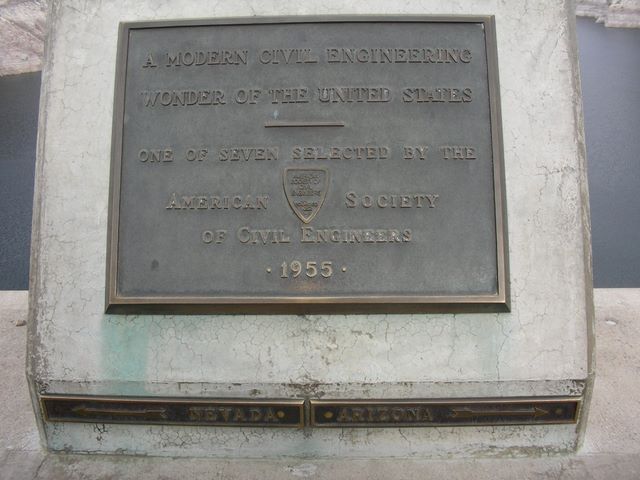 A MODERN CIVIL ENGINEERING
WONDER OF THE UNITED STATES
ONE OF SEVEN SELECTED BY THE
AMERICAN SOCIETY
OF CIVIL ENGINEERS
· 1955 ·
NEVADA · · ARIZONA